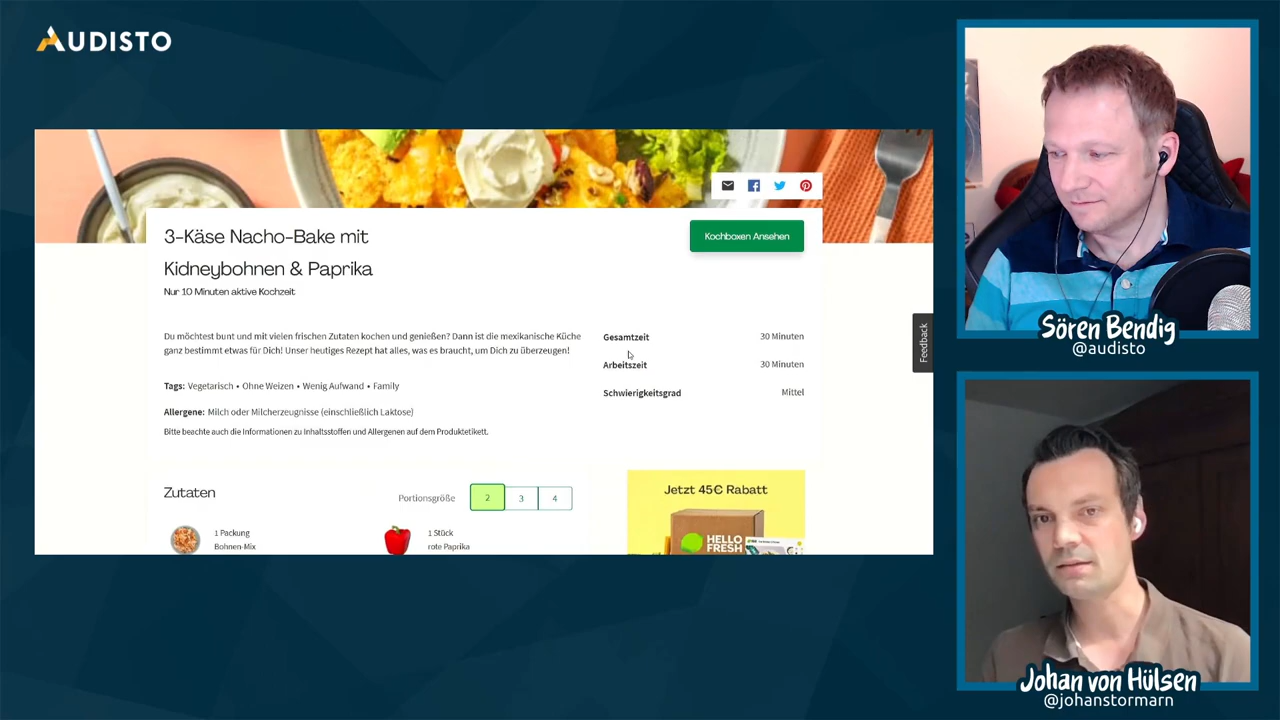 AUDISTO
3-Käse Nacho-Bake mit
Kidneybohnen & Paprika
Nur 10 Minuten aktive Kochzeit
Kochboxen Ansehen
Du möchtest bunt und mit vielen frischen Zutaten kochen und genießen? Dann ist die mexikanische Küche
ganz bestimmt etwas für Dich! Unser heutiges Rezept hat alles, was es braucht, um Dich zu überzeugen!
Tags: Vegetarisch • Ohne Weizen • Wenig Aufwand • Family
Allergene: Milch oder Milcherzeugnisse (einschließlich Laktose)
Bitte beachte auch die Informationen zu Inhaltsstoffen und Allergenen auf dem Produktetikett.
Gesamtzeit 30 Minuten
Arbeitszeit 30 Minuten
Schwierigkeitsgrad Mittel
Feedback
Zutaten
Portionsgröße 2 3 4
1 Packung
Bohnen-Mix
1 Stück
rote Paprika
Jetzt 45€ Rabatt
HELLO
FRESH
Sören Bendig
@audisto
Johan von Hülsen
@johanstormarn